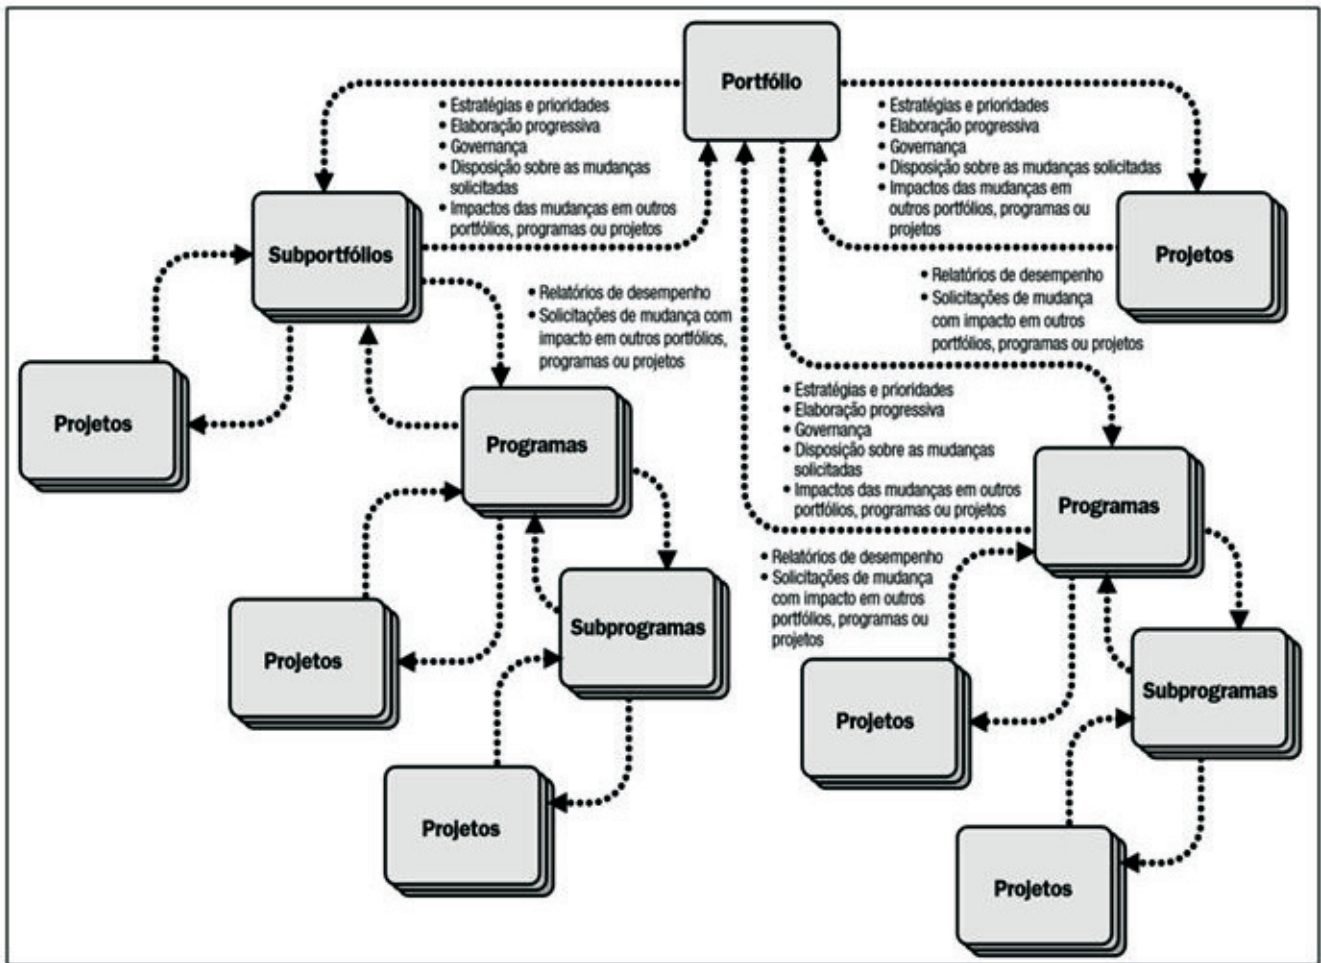 Portfólio
• Estratégias e prioridades
• Elaboração progressiva
• Governança
• Disposição sobre as mudanças
solicitadas
• Impactos das mudanças em outros
portfólios, programas ou projetos
• Estratégias e prioridades
• Elaboração progressiva
• Governança
• Disposição sobre as mudanças solicitadas
• Impactos das mudanças em
outros portfólios, programas ou
projetos
Subportfólios
Projetos
• Relatórios de desempenho
• Solicitações de mudança com
impacto em outros portfólios,
programas ou projetos
• Relatórios de desempenho
• Solicitações de mudança
com impacto em outros
portfólios, programas ou projetos
Projetos
Programas
• Estratégias e prioridades
• Elaboração progressiva
• Governança
• Disposição sobre as mudanças
solicitadas
• Impactos das mudanças em outros
portfólios, programas ou projetos
Programas
• Relatórios de desempenho
• Solicitações de mudança
com impacto em outros
portfólios, programas ou
projetos
Subprogramas
Projetos
Subprogramas
Projetos
Projetos
Projetos